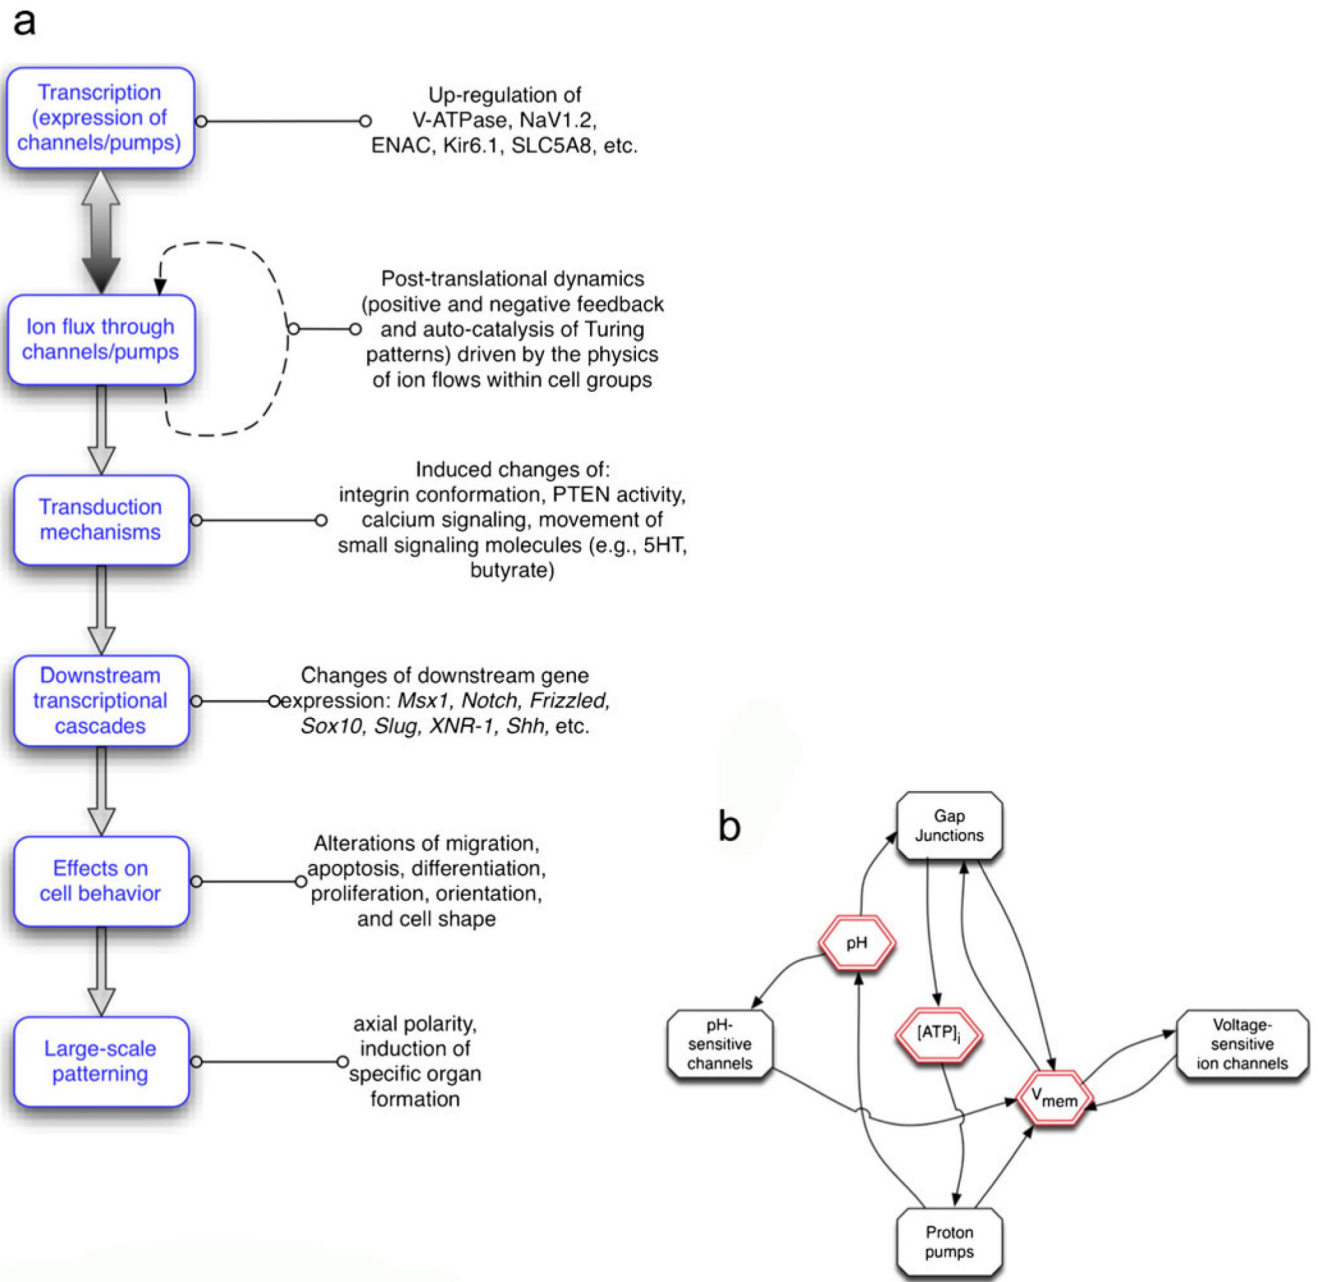 a
Transcription
(expression of
channels/pumps)
Up-regulation of
V-ATPase, NaV1.2,
ENAC, Kir6.1, SLC5A8, etc.
Ion flux through
channels/pumps
Post-translational dynamics
(positive and negative feedback
and auto-catalysis of Turing
patterns) driven by the physics
of ion flows within cell groups
Transduction
mechanisms
Induced changes of:
integrin conformation, PTEN activity,
calcium signaling, movement of
small signaling molecules (e.g., 5HT,
butyrate)
Downstream
transcriptional
cascades
Changes of downstream gene
expression: Msx1, Notch, Frizzled,
Sox10, Slug, XNR-1, Shh, etc.
Effects on
cell behavior
Alterations of migration,
apoptosis, differentiation,
proliferation, orientation,
and cell shape
Large-scale
patterning
axial polarity,
induction of
specific organ
formation
b
Gap
Junctions
pH
pH-
sensitive
channels
[ATP]i
Voltage-
sensitive
ion channels
Vmem
Proton
pumps